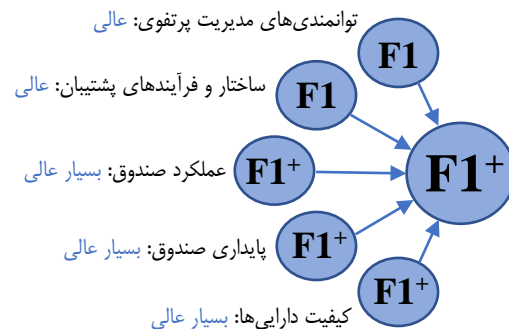 توانمندی‌های مدیریت پرتفوی: عالی
F1
ساختار و فرآیندهای پشتیبان: عالی
F1
عملکرد صندوق: بسیار عالی
F1+
F1+
پایداری صندوق: بسیار عالی
F1+
کیفیت دارایی‌ها: بسیار عالی
F1+